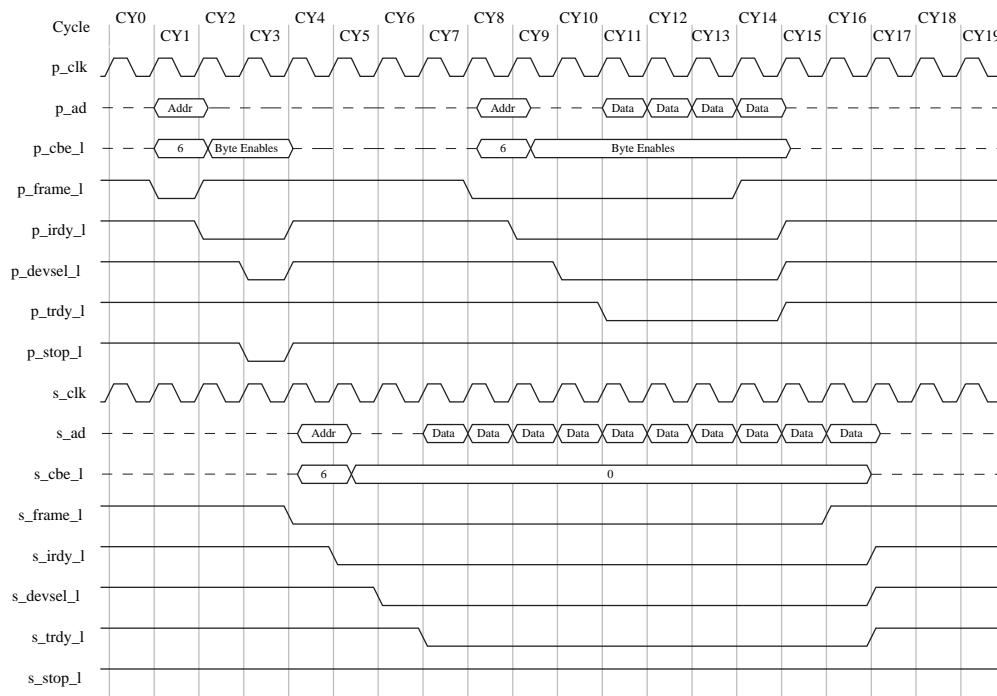 CY0 CY2 CY4 CY6 CY8 CY10 CY12 CY14 CY16 CY18
Cycle
CY1 CY3 CY5 CY7 CY9 CY11 CY13 CY15 CY17 CY19
p_clk
p_ad Addr Addr Data Data Data Data
p_cbe_l 6 Byte Enables 6 Byte Enables
p_frame_l
p_irdy_l
p_devsel_l
p_trdy_l
p_stop_l
s_clk
s_ad Addr Data Data Data Data Data Data Data Data Data Data
s_cbe_l 6 0
s_frame_l
s_irdy_l
s_devsel_l
s_trdy_l
s_stop_l